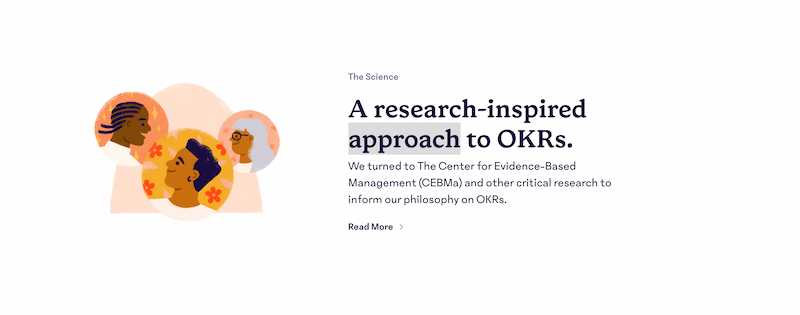 The Science
A research-inspired
approach to OKRs.
We turned to The Center for Evidence-Based
Management (CEBMa) and other critical research to
inform our philosophy on OKRs.
Read More